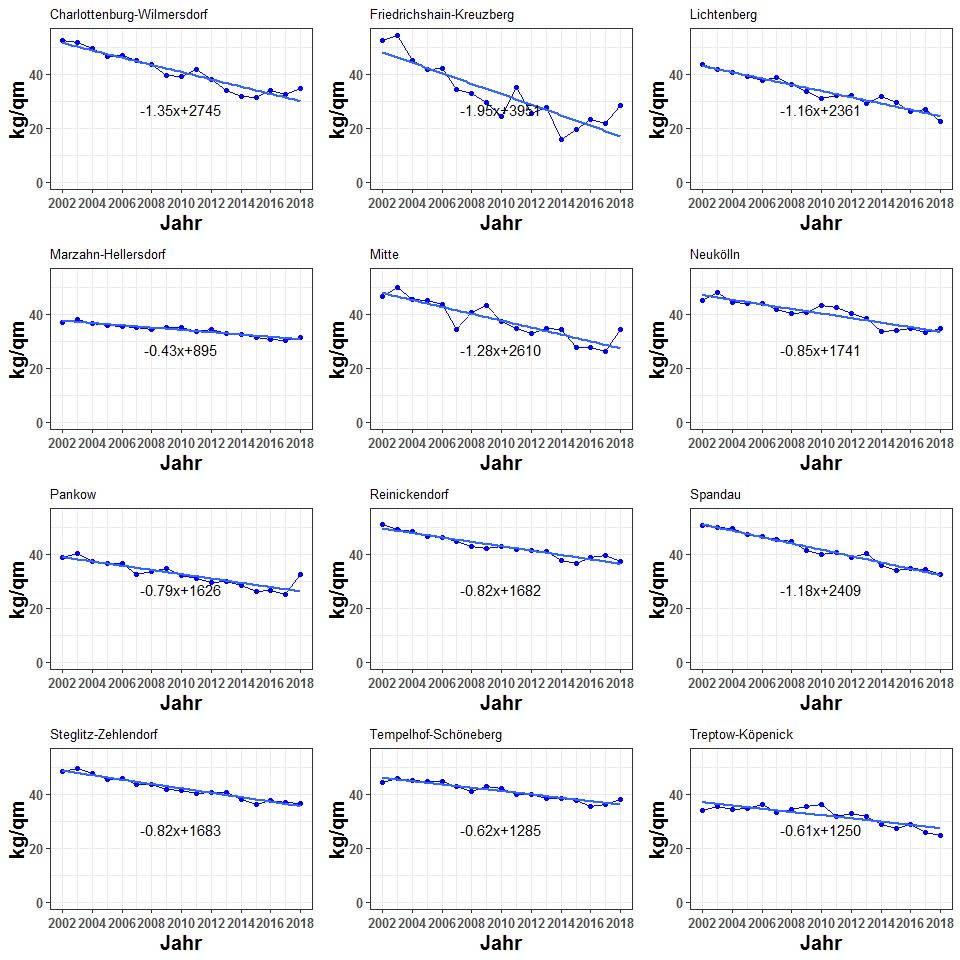 Charlottenburg-Wilmersdorf
kg/qm
40
20
0
-1.35x+2745
2002 2004 2006 2008 2010 2012 2014 2016 2018
Jahr
Friedrichshain-Kreuzberg
kg/qm
40
20
0
-1.95x+3951
2002 2004 2006 2008 2010 2012 2014 2016 2018
Jahr
Lichtenberg
kg/qm
40
20
0
-1.16x+2361
2002 2004 2006 2008 2010 2012 2014 2016 2018
Jahr
Marzahn-Hellersdorf
kg/qm
40
20
0
-0.43x+895
2002 2004 2006 2008 2010 2012 2014 2016 2018
Jahr
Mitte
kg/qm
40
20
0
-1.28x+2610
2002 2004 2006 2008 2010 2012 2014 2016 2018
Jahr
Neukölln
kg/qm
40
20
0
-0.85x+1741
2002 2004 2006 2008 2010 2012 2014 2016 2018
Jahr
Pankow
kg/qm
40
20
0
-0.79x+1626
2002 2004 2006 2008 2010 2012 2014 2016 2018
Jahr
Reinickendorf
kg/qm
40
20
0
-0.82x+1682
2002 2004 2006 2008 2010 2012 2014 2016 2018
Jahr
Spandau
kg/qm
40
20
0
-1.18x+2409
2002 2004 2006 2008 2010 2012 2014 2016 2018
Jahr
Steglitz-Zehlendorf
kg/qm
40
20
0
-0.82x+1683
2002 2004 2006 2008 2010 2012 2014 2016 2018
Jahr
Tempelhof-Schöneberg
kg/qm
40
20
0
-0.62x+1285
2002 2004 2006 2008 2010 2012 2014 2016 2018
Jahr
Treptow-Köpenick
kg/qm
40
20
0
-0.61x+1250
2002 2004 2006 2008 2010 2012 2014 2016 2018
Jahr